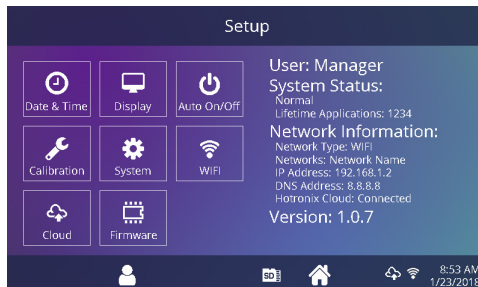 Setup
Date & Time
Display
Auto On/Off
Calibration
System
WIFI
Cloud
Firmware
User: Manager
System Status:
Normal
Lifetime Applications: 1234
Network Information:
Network Type: WIFI
Networks: Network Name
IP Address: 192.168.1.2
DNS Address: 8.8.8.8
Hotronix Cloud: Connected
Version: 1.0.7
SD
8:53 AM
1/23/2018